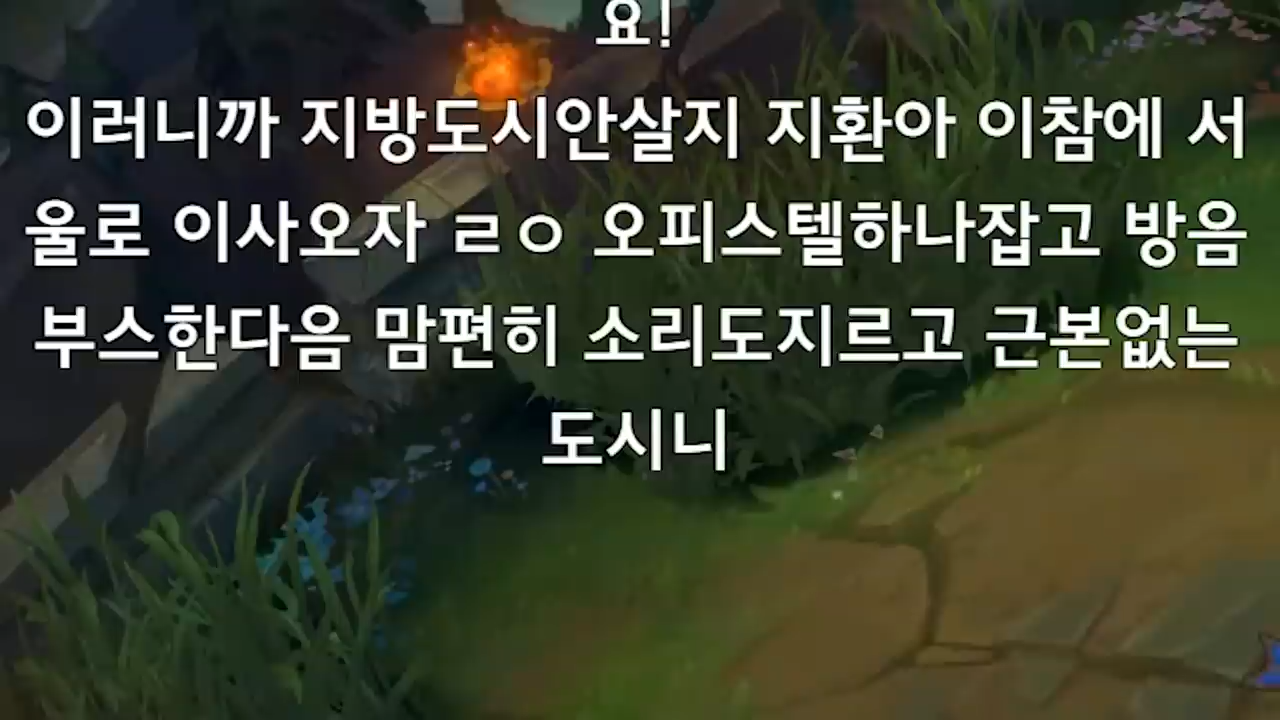 요!
이러니까 지방도시안살지 지환아 이참에 서
울로 이사오자 ㄹㅇ 오피스텔하나잡고 방음
부스한다음 맘편히 소리도지르고 근본없는
도시니